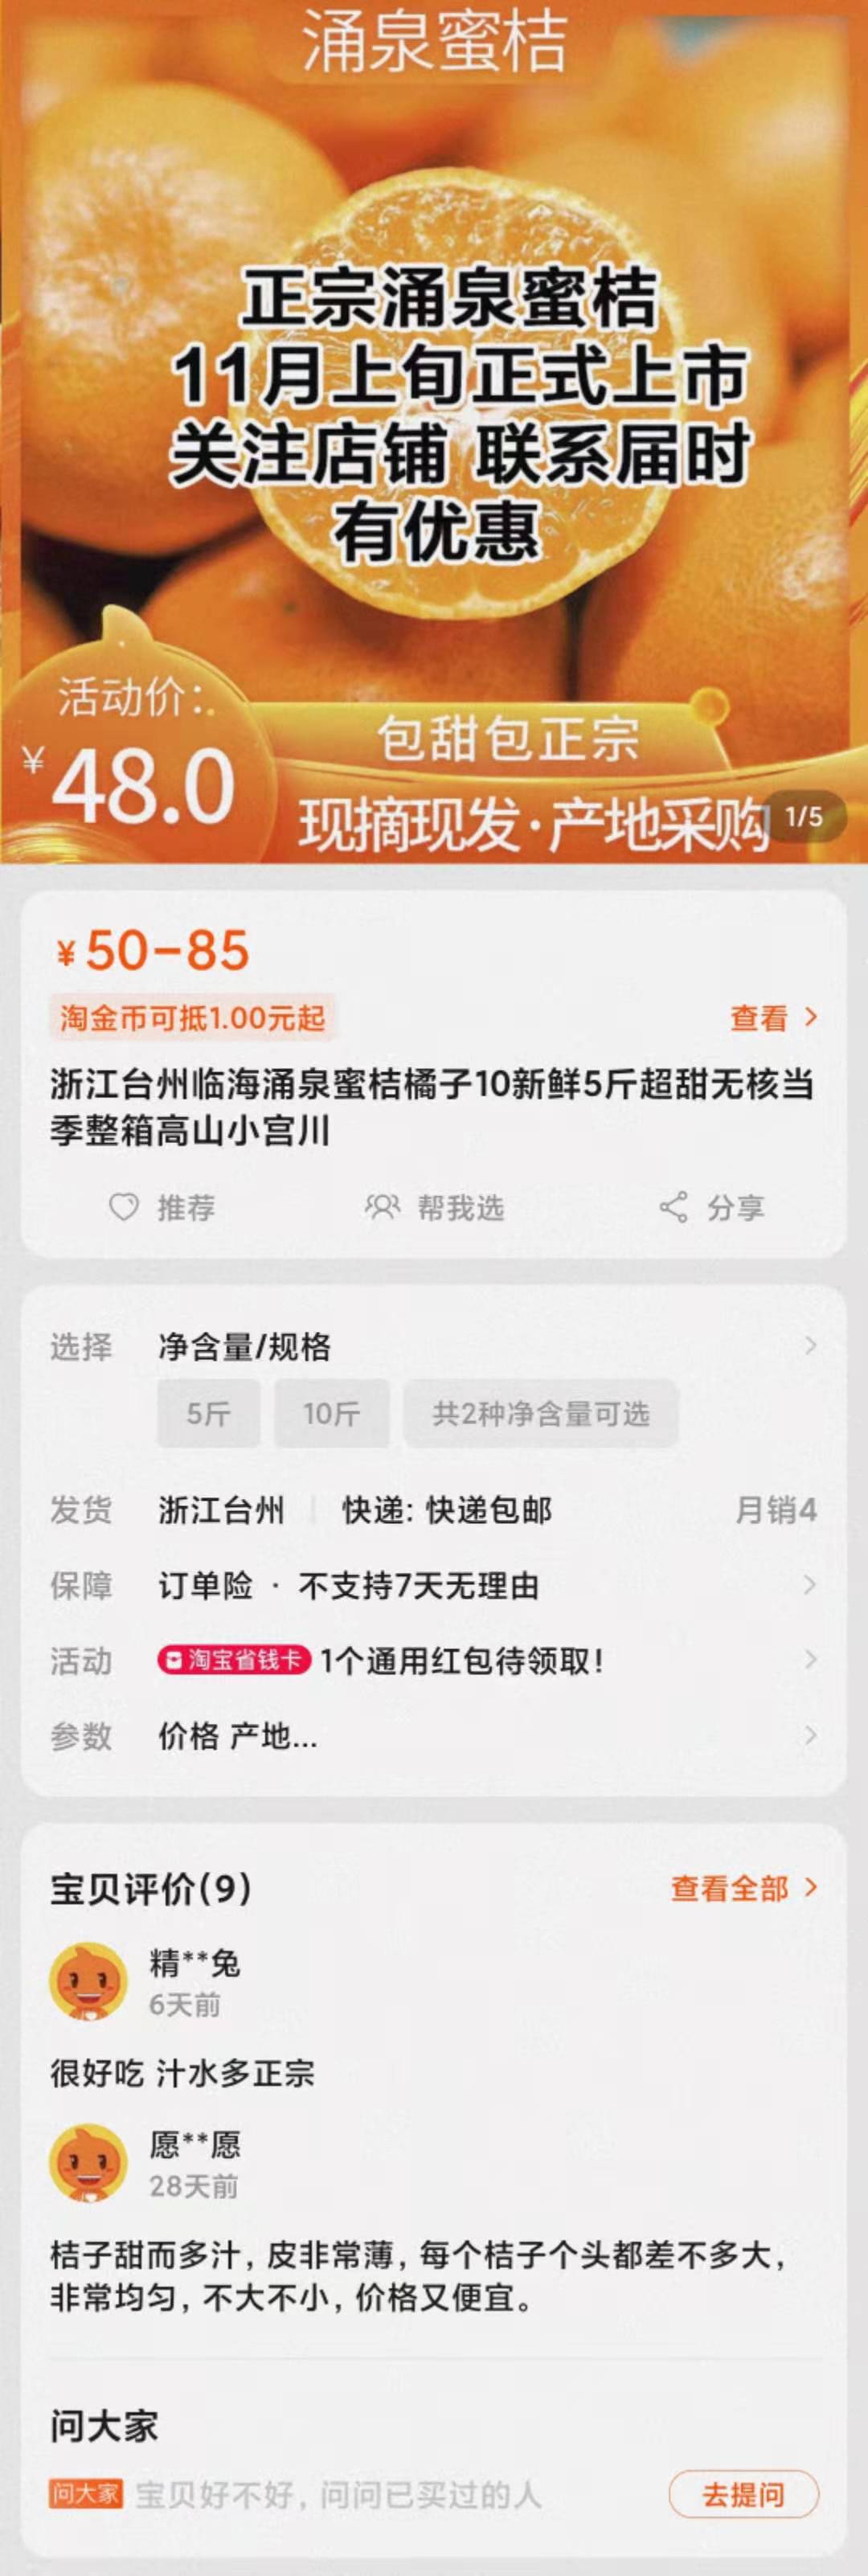 涌泉蜜桔
正宗涌泉蜜桔
11月上旬正式上市
关注店铺 联系届时
有优惠
活动价:
¥48.0
包甜包正宗
现摘现发·产地采购
1/5
¥50-85
淘金币可抵1.00元起
查看 >
浙江台州临海涌泉蜜桔橘子10新鲜5斤超甜无核当
季整箱高山小宫川
推荐
帮我选
分享
选择 净含量/规格 >
5斤 10斤 共2种净含量可选
发货 浙江台州 | 快递: 快递包邮 月销4
保障 订单险 · 不支持7天无理由 >
活动 淘宝省钱卡 1个通用红包待领取! >
参数 价格 产地... >
宝贝评价(9) 查看全部 >
精**兔
6天前
很好吃 汁水多正宗
愿**愿
28天前
桔子甜而多汁, 皮非常薄, 每个桔子个头都差不多大,
非常均匀, 不大不小, 价格又便宜。
问大家
问大家 宝贝好不好, 问问已买过的人 去提问